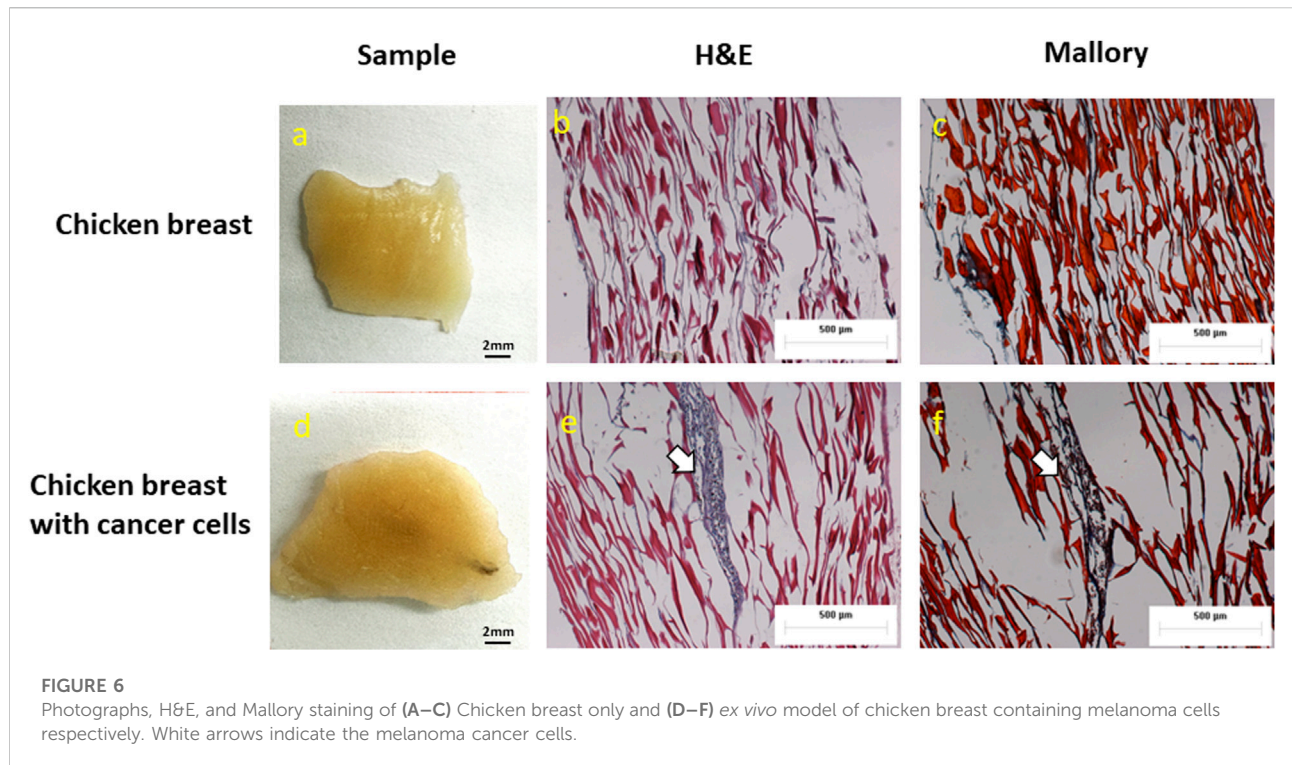 Sample
H&E
Mallory
Chicken breast
a
2mm
b
500 µm
c
500 µm
Chicken breast
with cancer cells
d
2mm
e
500 µm
f
500 µm
FIGURE 6
Photographs, H&E, and Mallory staining of (A–C) Chicken breast only and (D–F) ex vivo model of chicken breast containing melanoma cells
respectively. White arrows indicate the melanoma cancer cells.